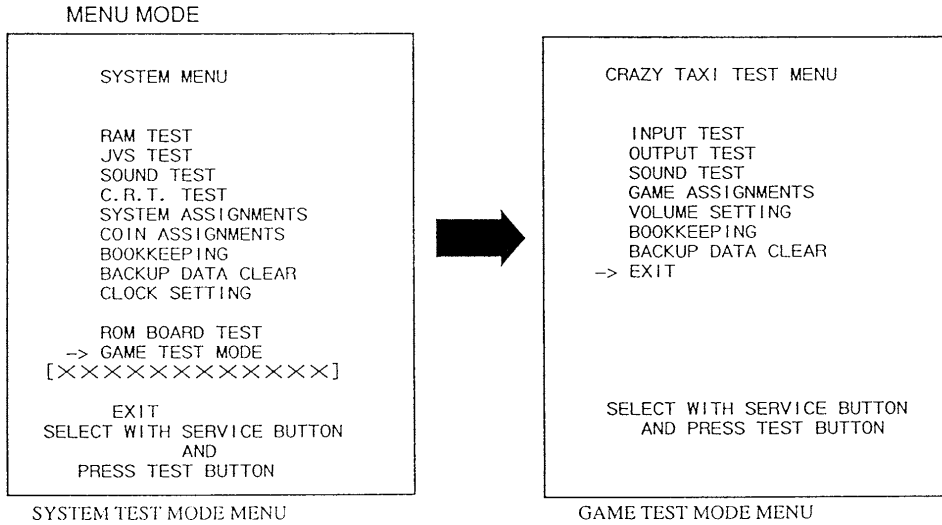 MENU MODE
SYSTEM MENU
RAM TEST
JVS TEST
SOUND TEST
C.R.T. TEST
SYSTEM ASSIGNMENTS
COIN ASSIGNMENTS
BOOKKEEPING
BACKUP DATA CLEAR
CLOCK SETTING
ROM BOARD TEST
-> GAME TEST MODE
[XXXXXXXXXXXX]
EXIT
SELECT WITH SERVICE BUTTON
AND
PRESS TEST BUTTON
SYSTEM TEST MODE MENU
CRAZY TAXI TEST MENU
INPUT TEST
OUTPUT TEST
SOUND TEST
GAME ASSIGNMENTS
VOLUME SETTING
BOOKKEEPING
BACKUP DATA CLEAR
-> EXIT
SELECT WITH SERVICE BUTTON
AND PRESS TEST BUTTON
GAME TEST MODE MENU